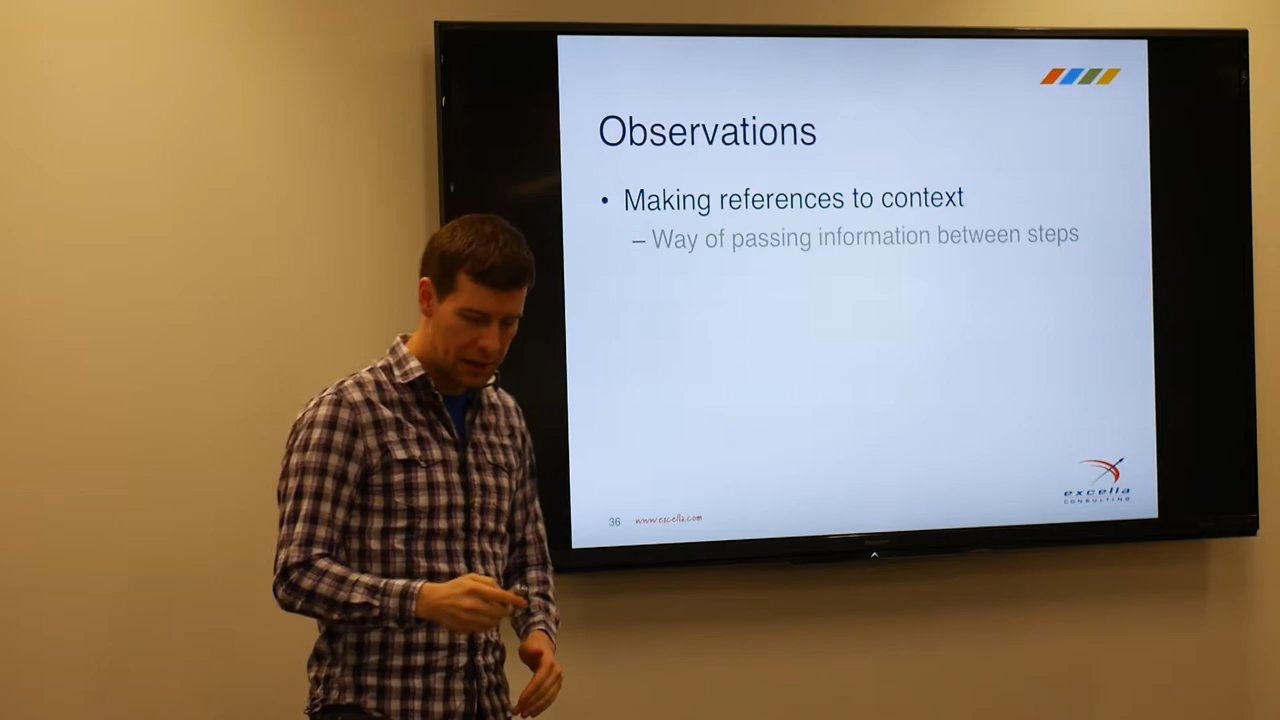 Observations
• Making references to context
– Way of passing information between steps
excella
CONSULTING
36 www.excella.com